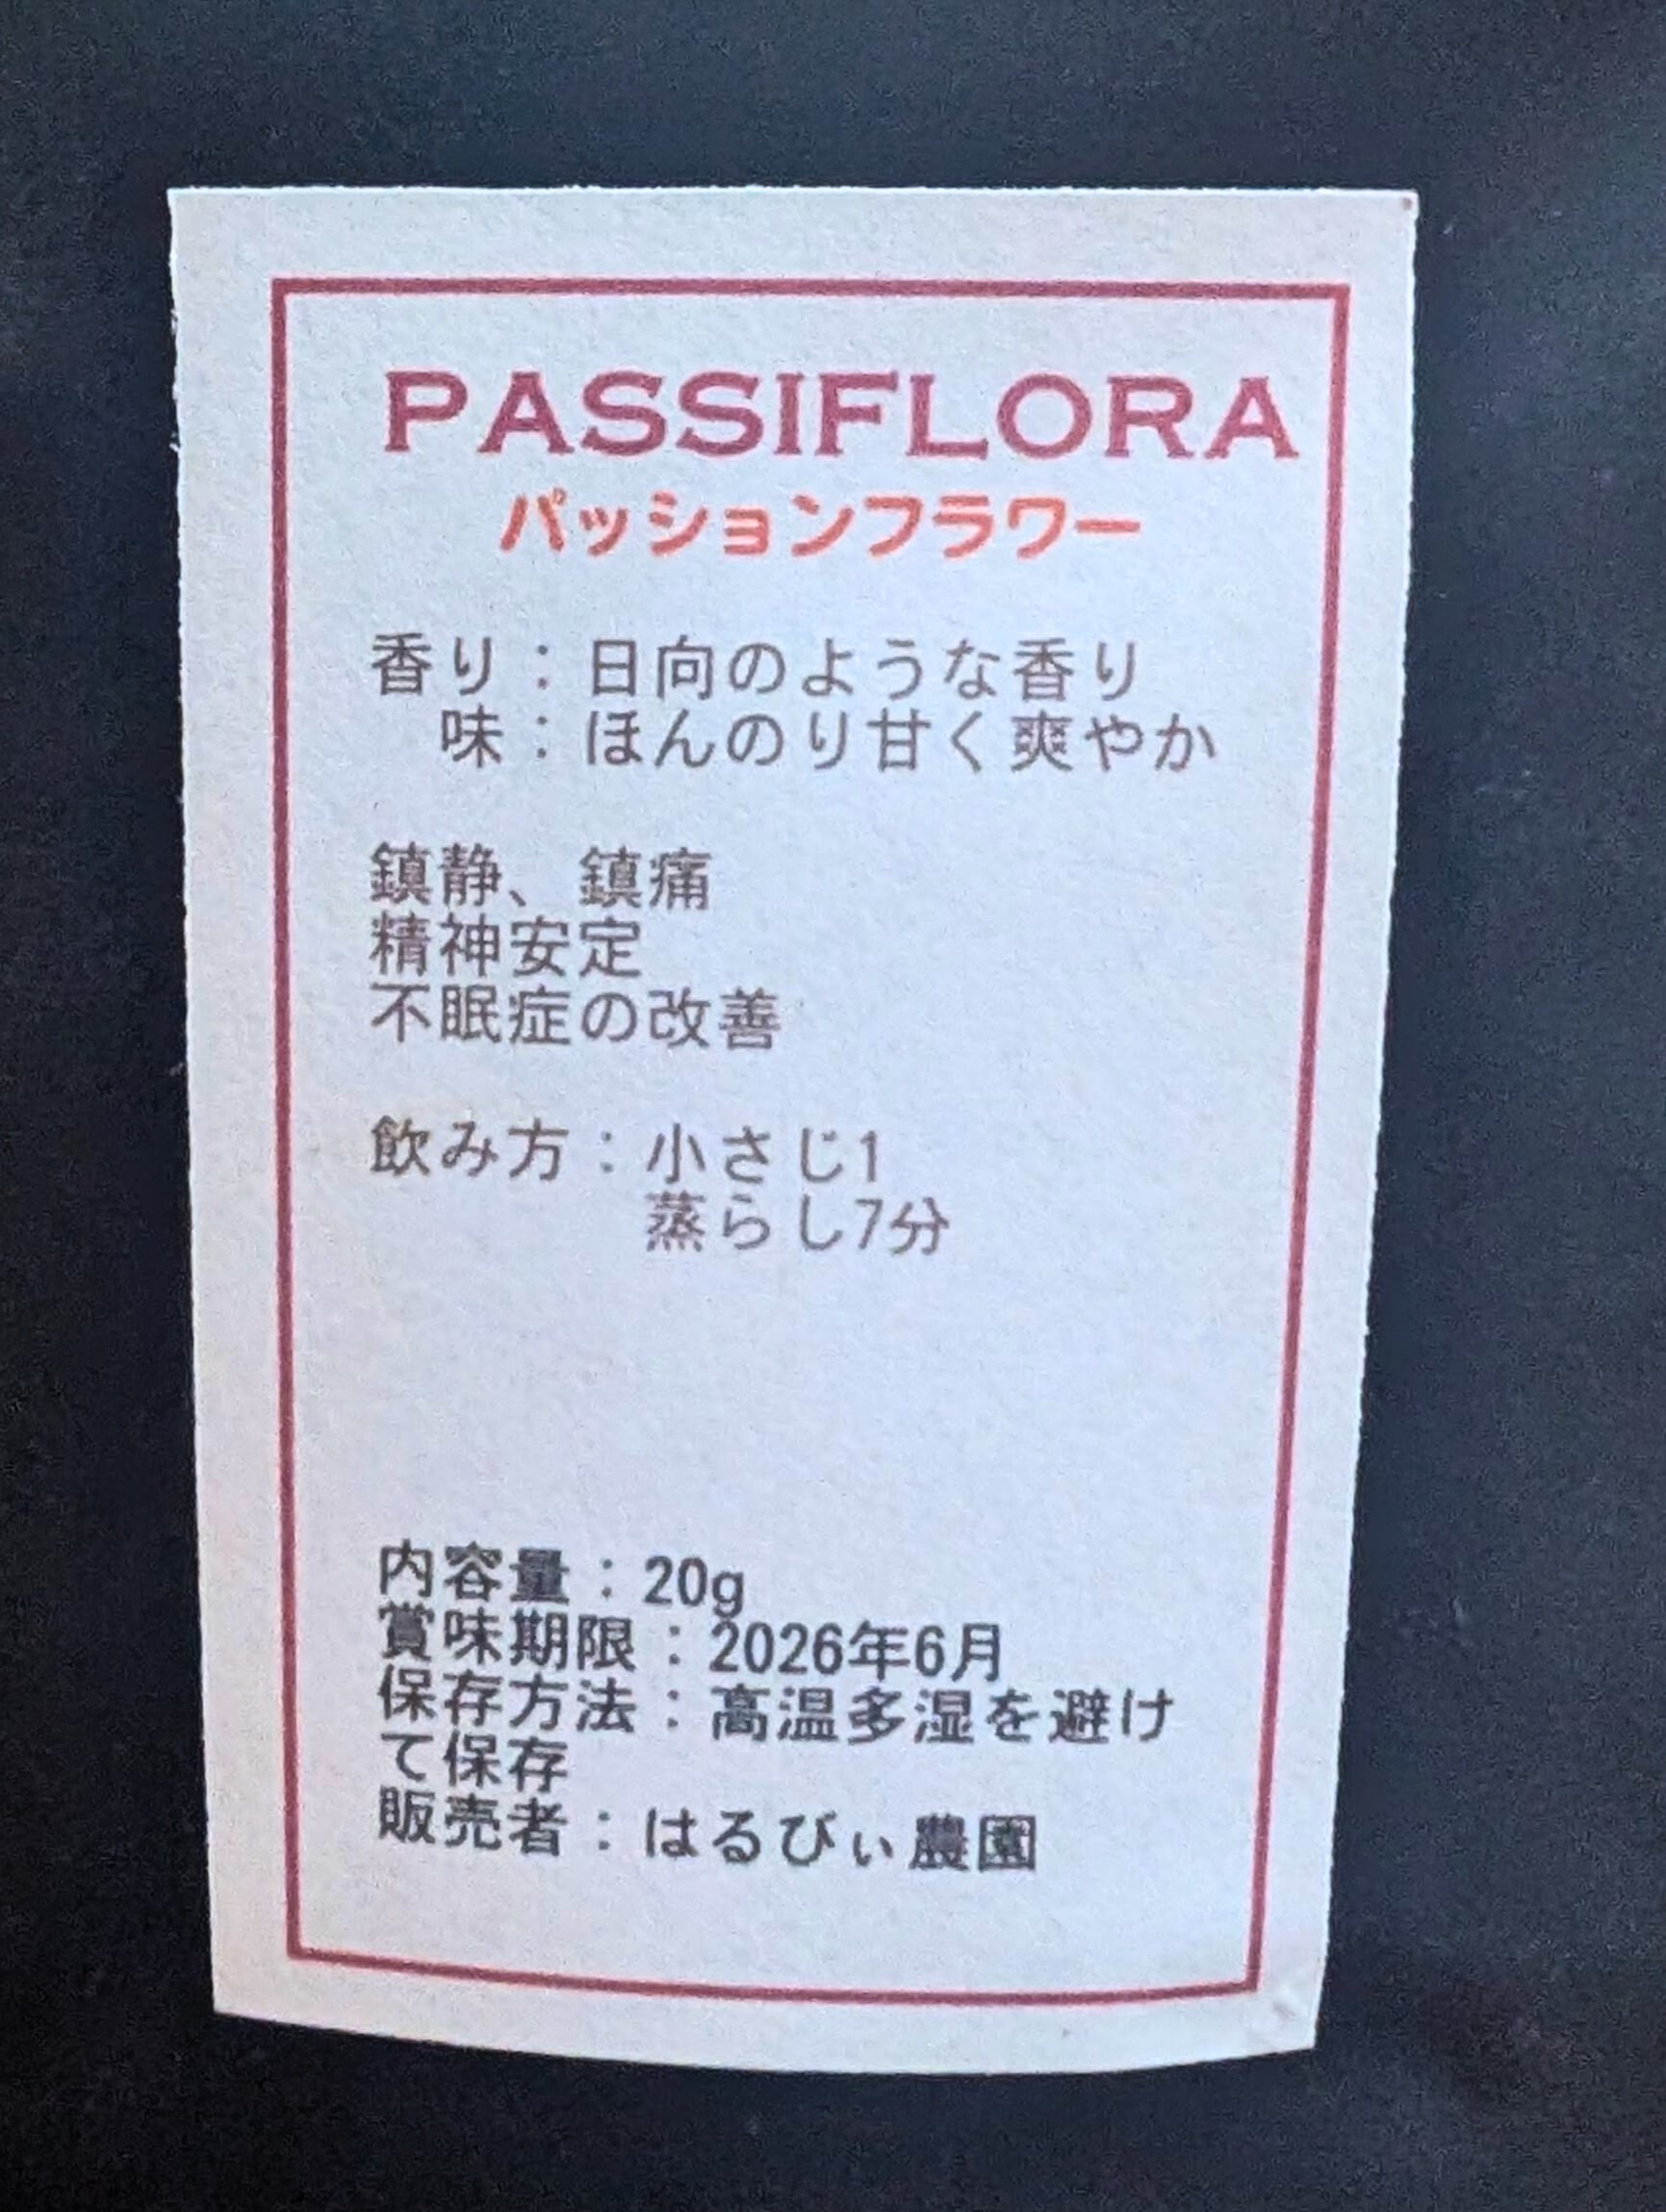 PASSIFLORA
パッションフラワー
香り：日向のような香り
味：ほんのり甘く爽やか
鎮静、鎮痛
精神安定
不眠症の改善
飲み方：小さじ1
蒸らし7分
内容量：20g
賞味期限：2026年6月
保存方法：高温多湿を避け
て保存
販売者：はるびぃ農園